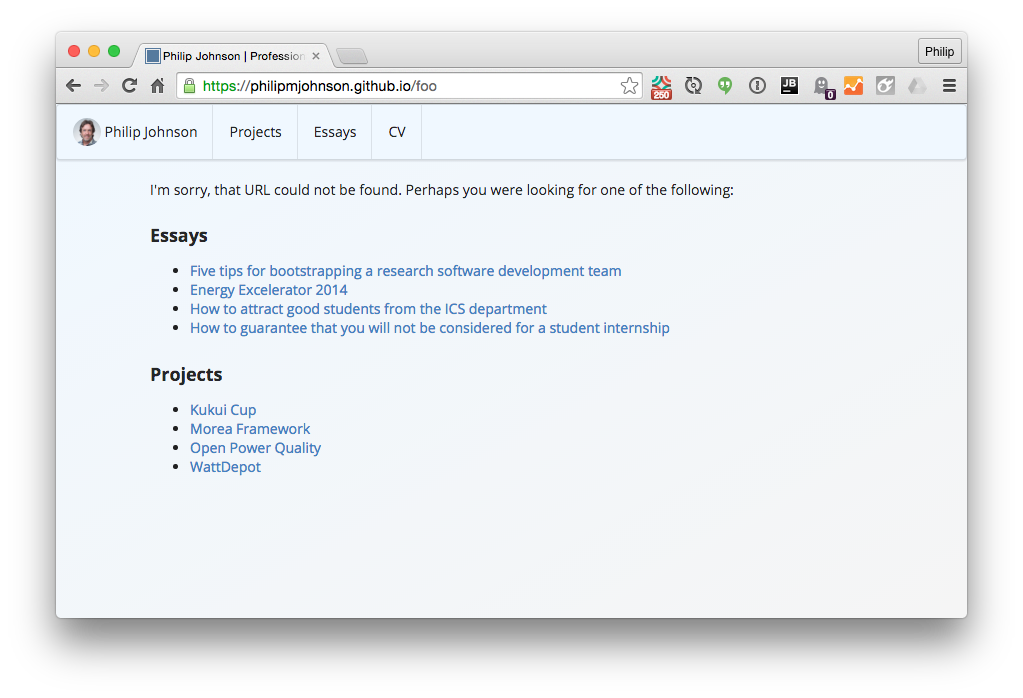 Philip Johnson | Profession
Philip
https://philipmjohnson.github.io/foo
250
JB
0
Philip Johnson
Projects
Essays
CV
I'm sorry, that URL could not be found. Perhaps you were looking for one of the following:
Essays
Five tips for bootstrapping a research software development team
Energy Excelerator 2014
How to attract good students from the ICS department
How to guarantee that you will not be considered for a student internship
Projects
Kukui Cup
Morea Framework
Open Power Quality
WattDepot